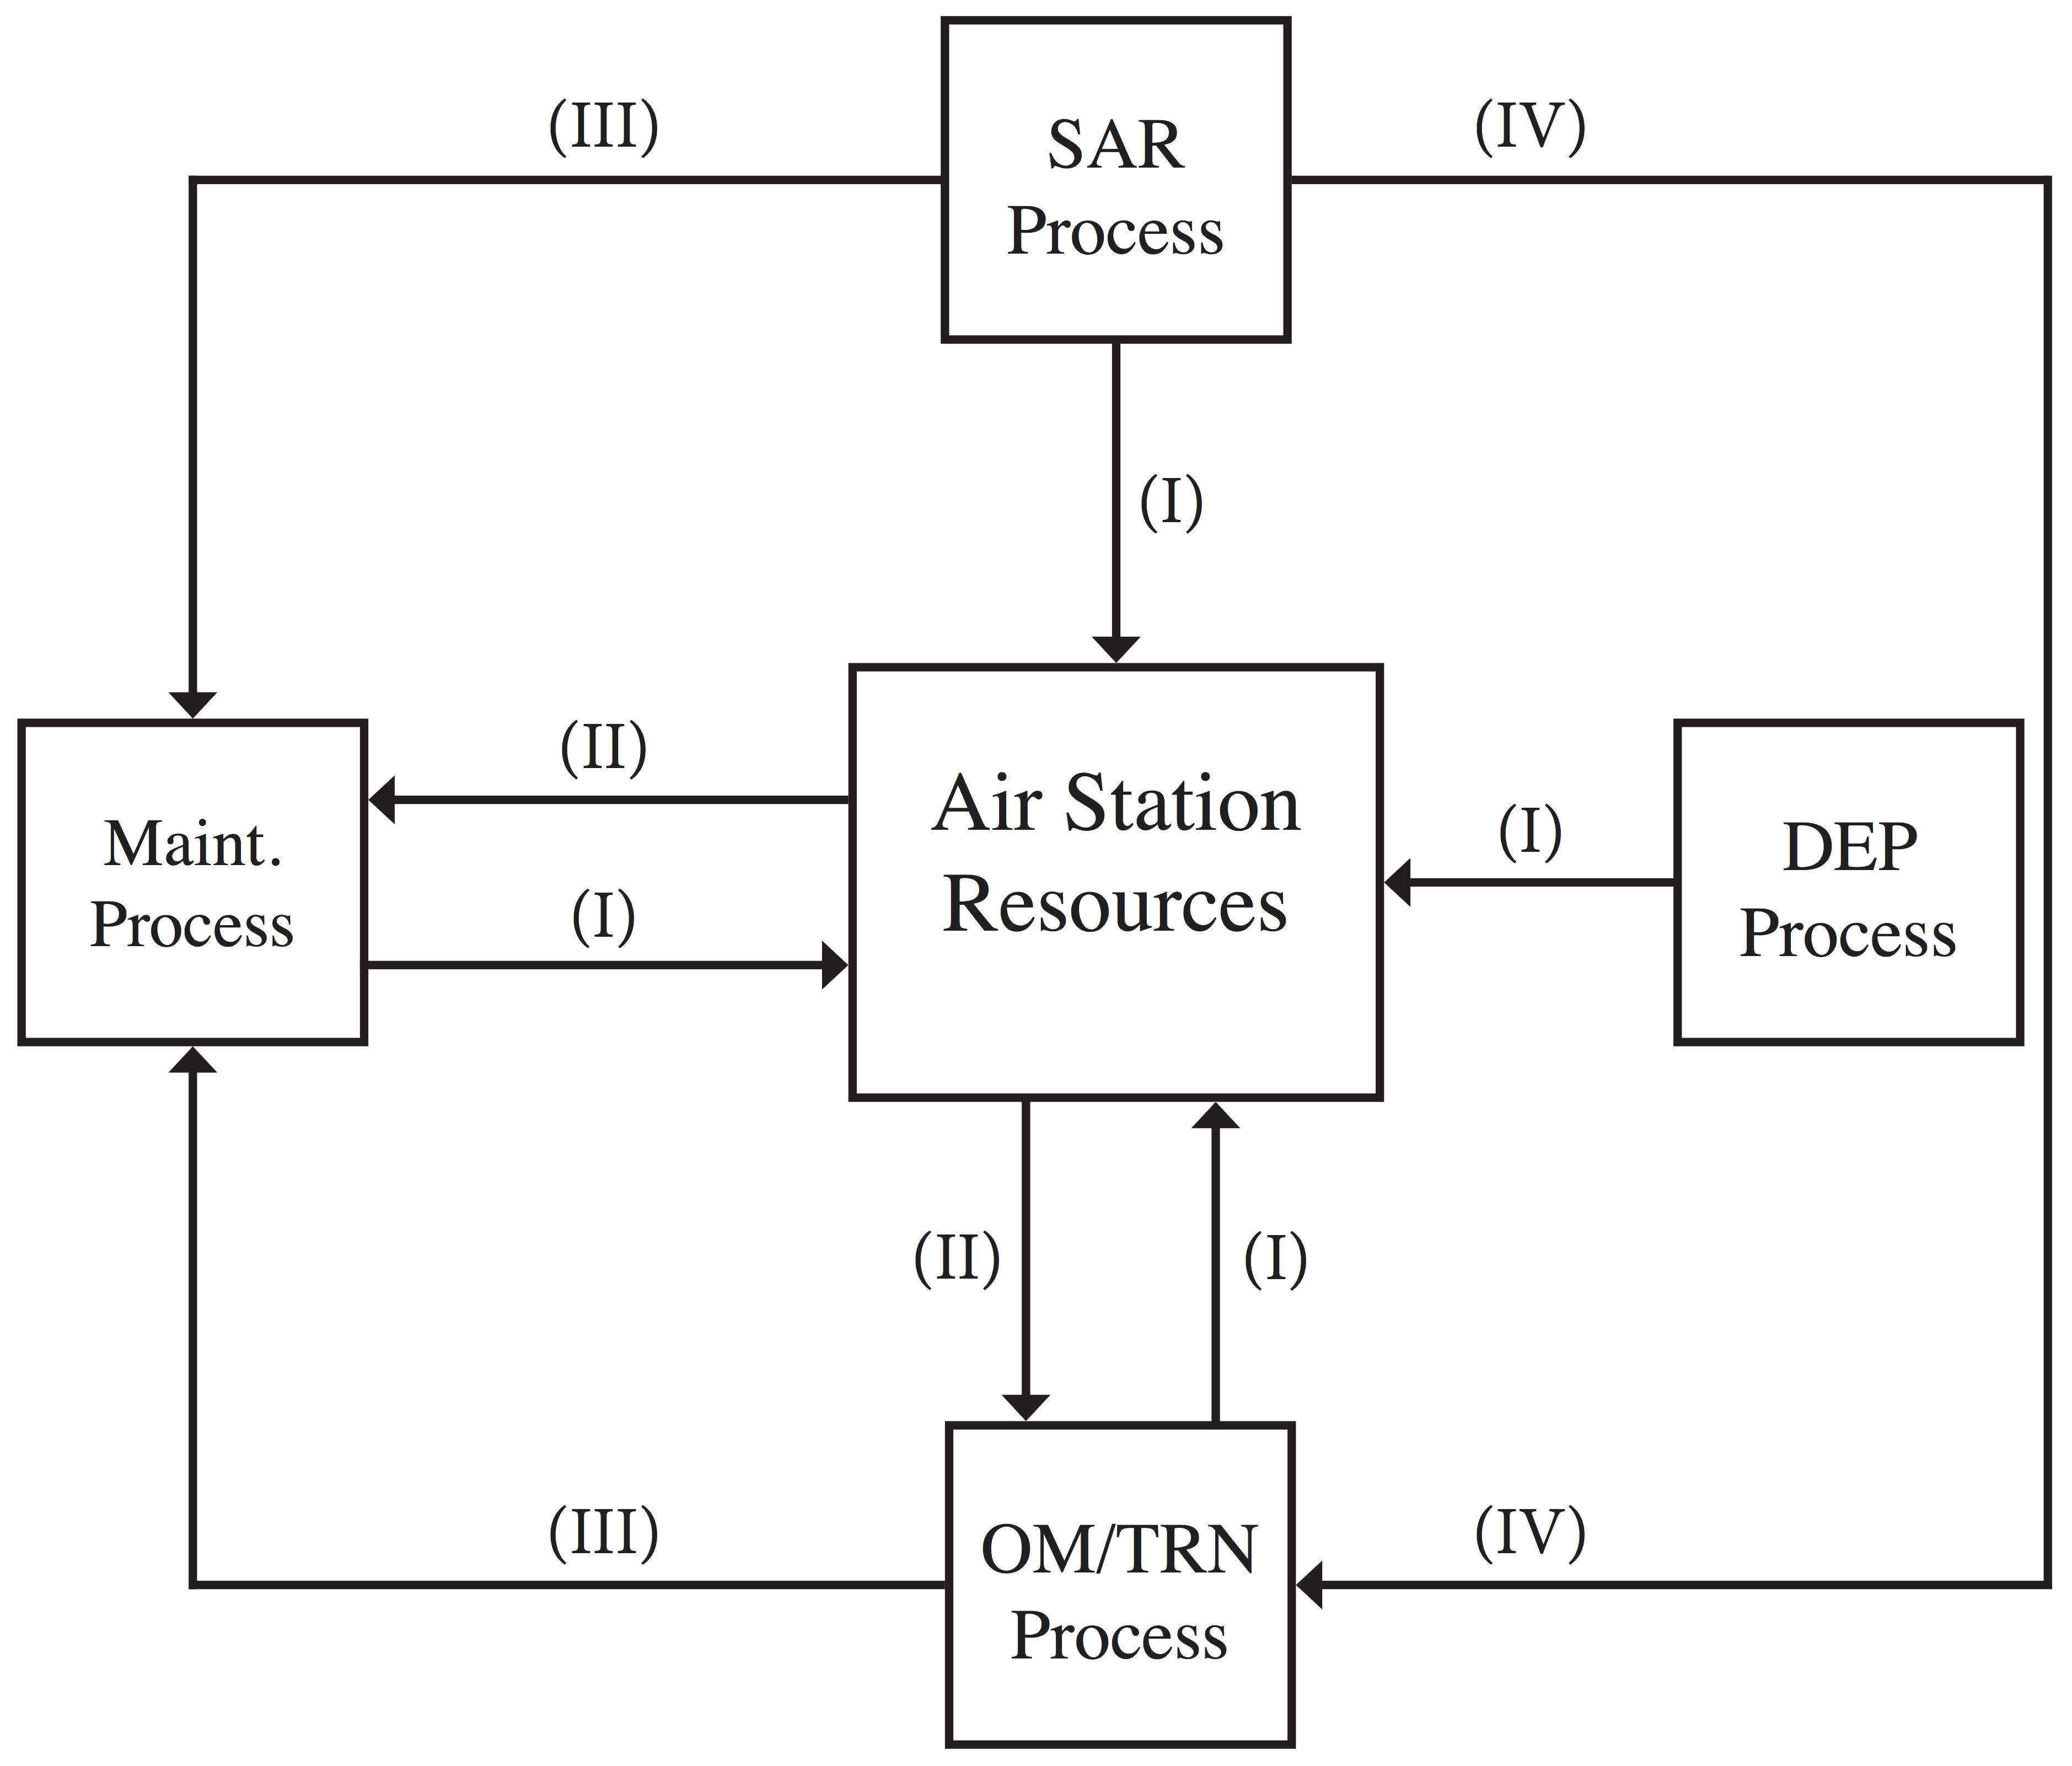 (III)
SAR
Process
(IV)
(I)
Maint.
Process
(II)
(I)
Air Station
Resources
(I)
DEP
Process
(II)
(I)
(III)
OM/TRN
Process
(IV)